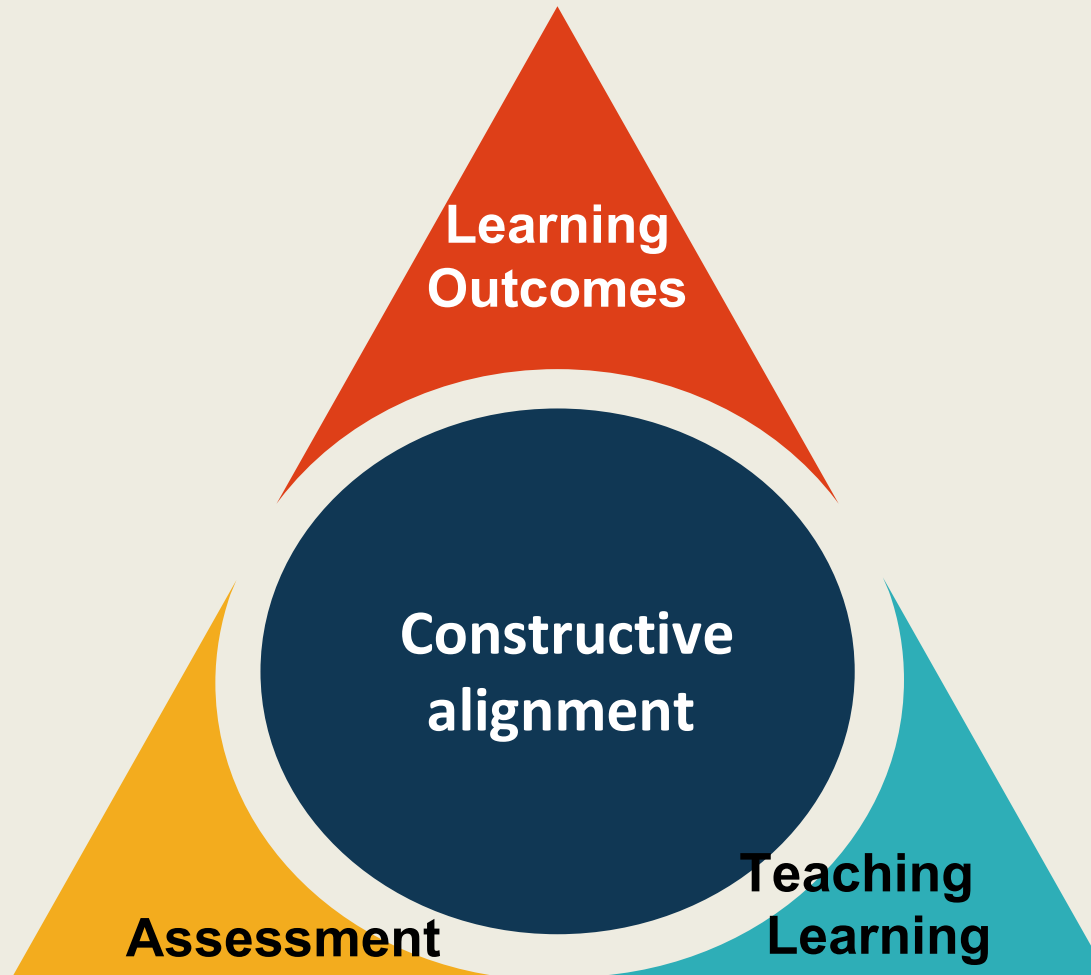 Learning
Outcomes
Constructive
alignment
Teaching
Learning
Assessment